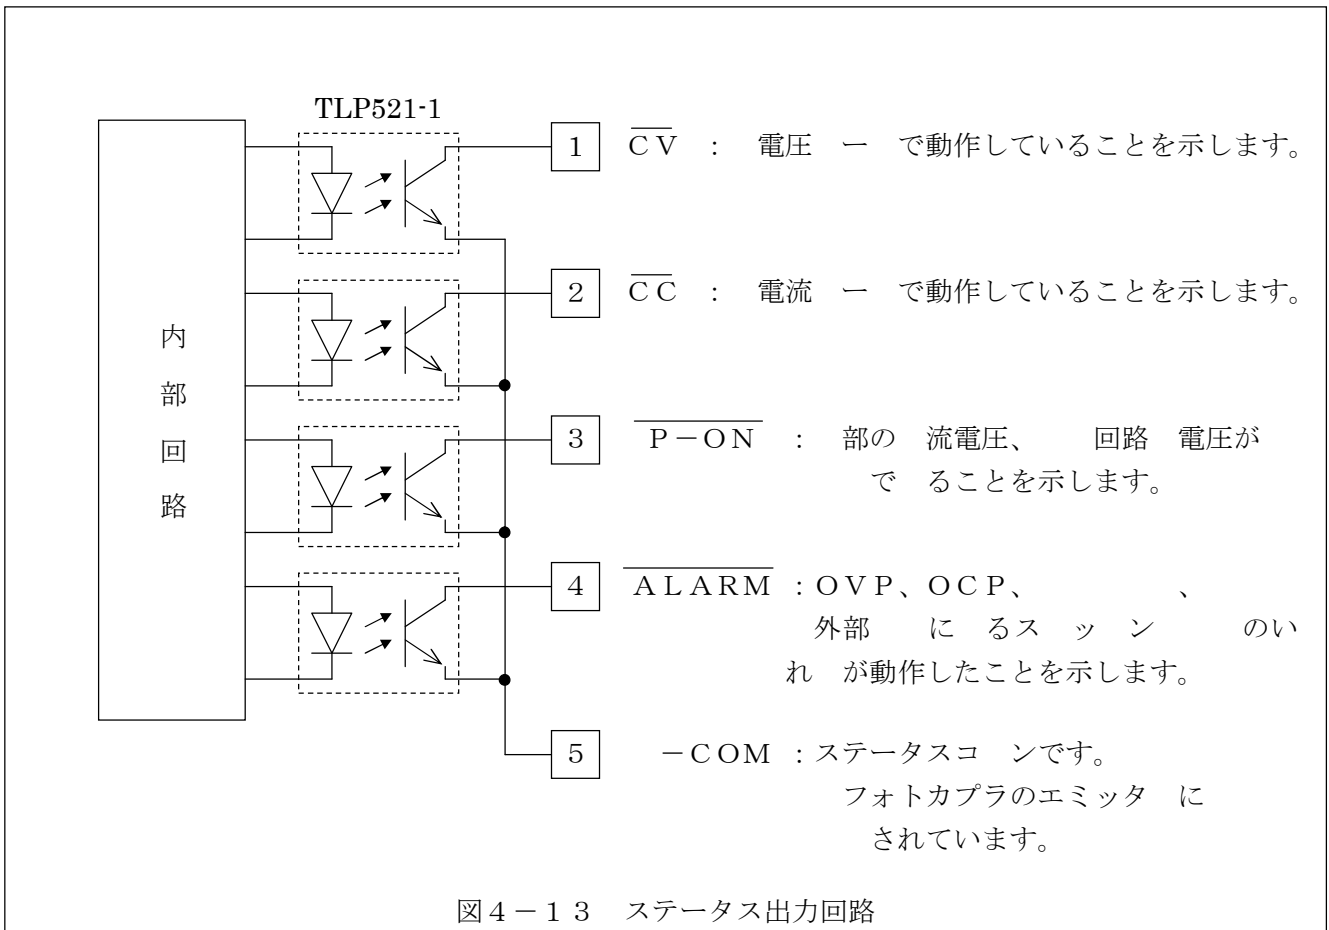 TLP521-1
内部回路
1 CV ： 電圧 ー で動作していることを示します。
2 CC ： 電流 ー で動作していることを示します。
3 P－ON ： 部の 流電圧、 回路 電圧が
で ることを示します。
4 ALARM ：OVP、OCP、 、
外部 に るス ッ ン のい
れ が動作したことを示します。
5 －COM ：ステータスコ ンです。
フォトカプラのエミッタ に
されています。
図4－13 ステータス出力回路